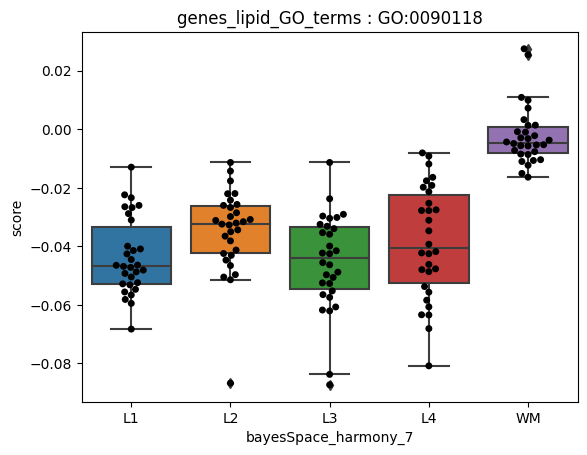 genes_lipid_GO_terms : GO:0090118
0.02
0.00
−0.02
−0.04
−0.06
−0.08
score
L1 L2 L3 L4 WM
bayesSpace_harmony_7